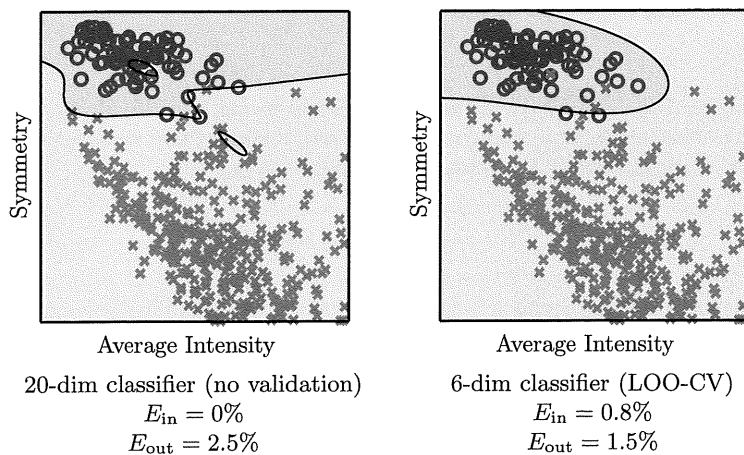 Symmetry
Average Intensity
20-dim classifier (no validation)
E_in = 0%
E_out = 2.5%
Symmetry
Average Intensity
6-dim classifier (LOO-CV)
E_in = 0.8%
E_out = 1.5%